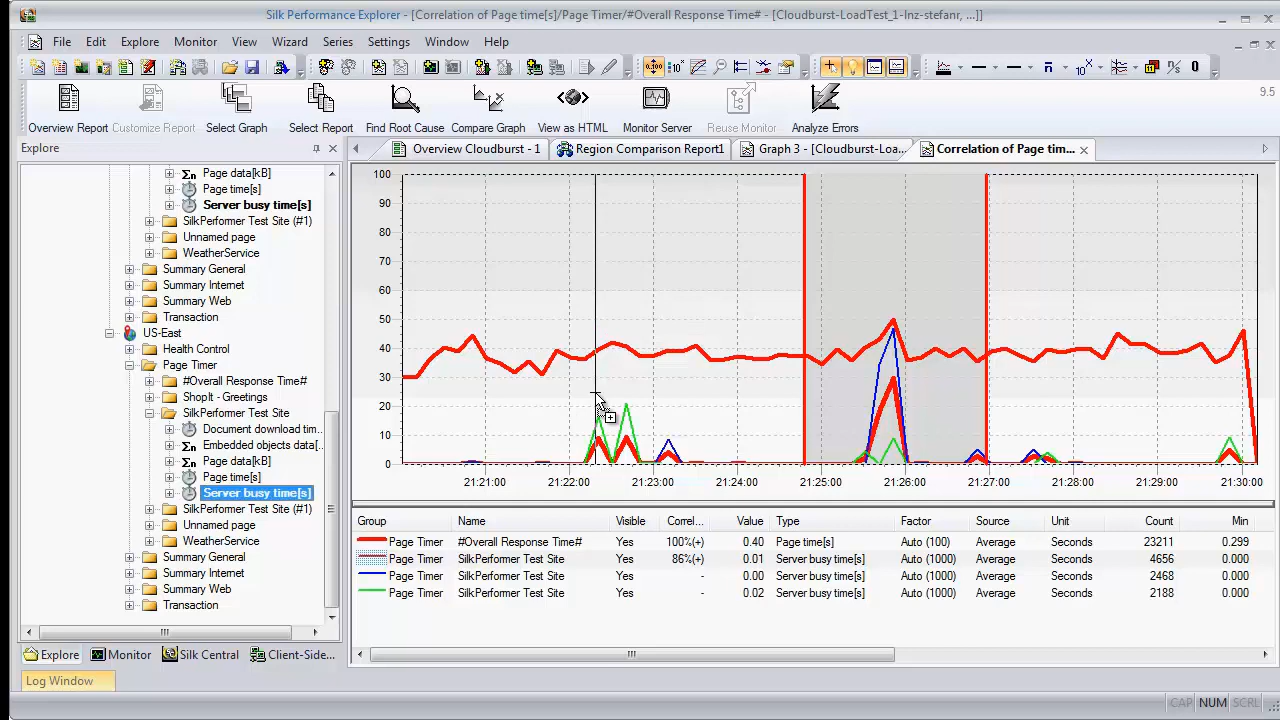 Silk Performance Explorer - [Correlation of Page time[s]/Page Timer/#Overall Response Time# - [Cloudburst-LoadTest_1-lnz-stefanr, ...]]
File Edit Explore Monitor View Wizard Series Settings Window Help
9.5
Overview Report Customize Report Select Graph Select Report Find Root Cause Compare Graph View as HTML Monitor Server Reuse Monitor Analyze Errors
Explore
Overview Cloudburst - 1 Region Comparison Report1 Graph 3 - [Cloudburst-Loa... Correlation of Page tim...
Page data[kB]
Page time[s]
Server busy time[s]
SilkPerformer Test Site (#1)
Unnamed page
WeatherService
Summary General
Summary Internet
Summary Web
Transaction
US-East
Health Control
Page Timer
#Overall Response Time#
ShopIt - Greetings
SilkPerformer Test Site
Document download tim...
Embedded objects data[..
Page data[kB]
Page time[s]
Server busy time[s]
SilkPerformer Test Site (#1)
Unnamed page
WeatherService
Summary General
Summary Internet
Summary Web
Transaction
100
90
80
70
60
50
40
30
20
10
0
21:21:00 21:22:00 21:23:00 21:24:00 21:25:00 21:26:00 21:27:00 21:28:00 21:29:00 21:30:00
Group Name Visible Correl... Value Type Factor Source Unit Count Min
Page Timer #Overall Response Time# Yes 100%(+) 0.40 Page time[s] Auto (100) Average Seconds 23211 0.299
Page Timer SilkPerformer Test Site Yes 86%(+) 0.01 Server busy time[s] Auto (1000) Average Seconds 4656 0.000
Page Timer SilkPerformer Test Site Yes - 0.00 Server busy time[s] Auto (1000) Average Seconds 2468 0.000
Page Timer SilkPerformer Test Site Yes - 0.02 Server busy time[s] Auto (1000) Average Seconds 2188 0.000
Explore Monitor Silk Central Client-Side...
Log Window
CAP NUM SCRL